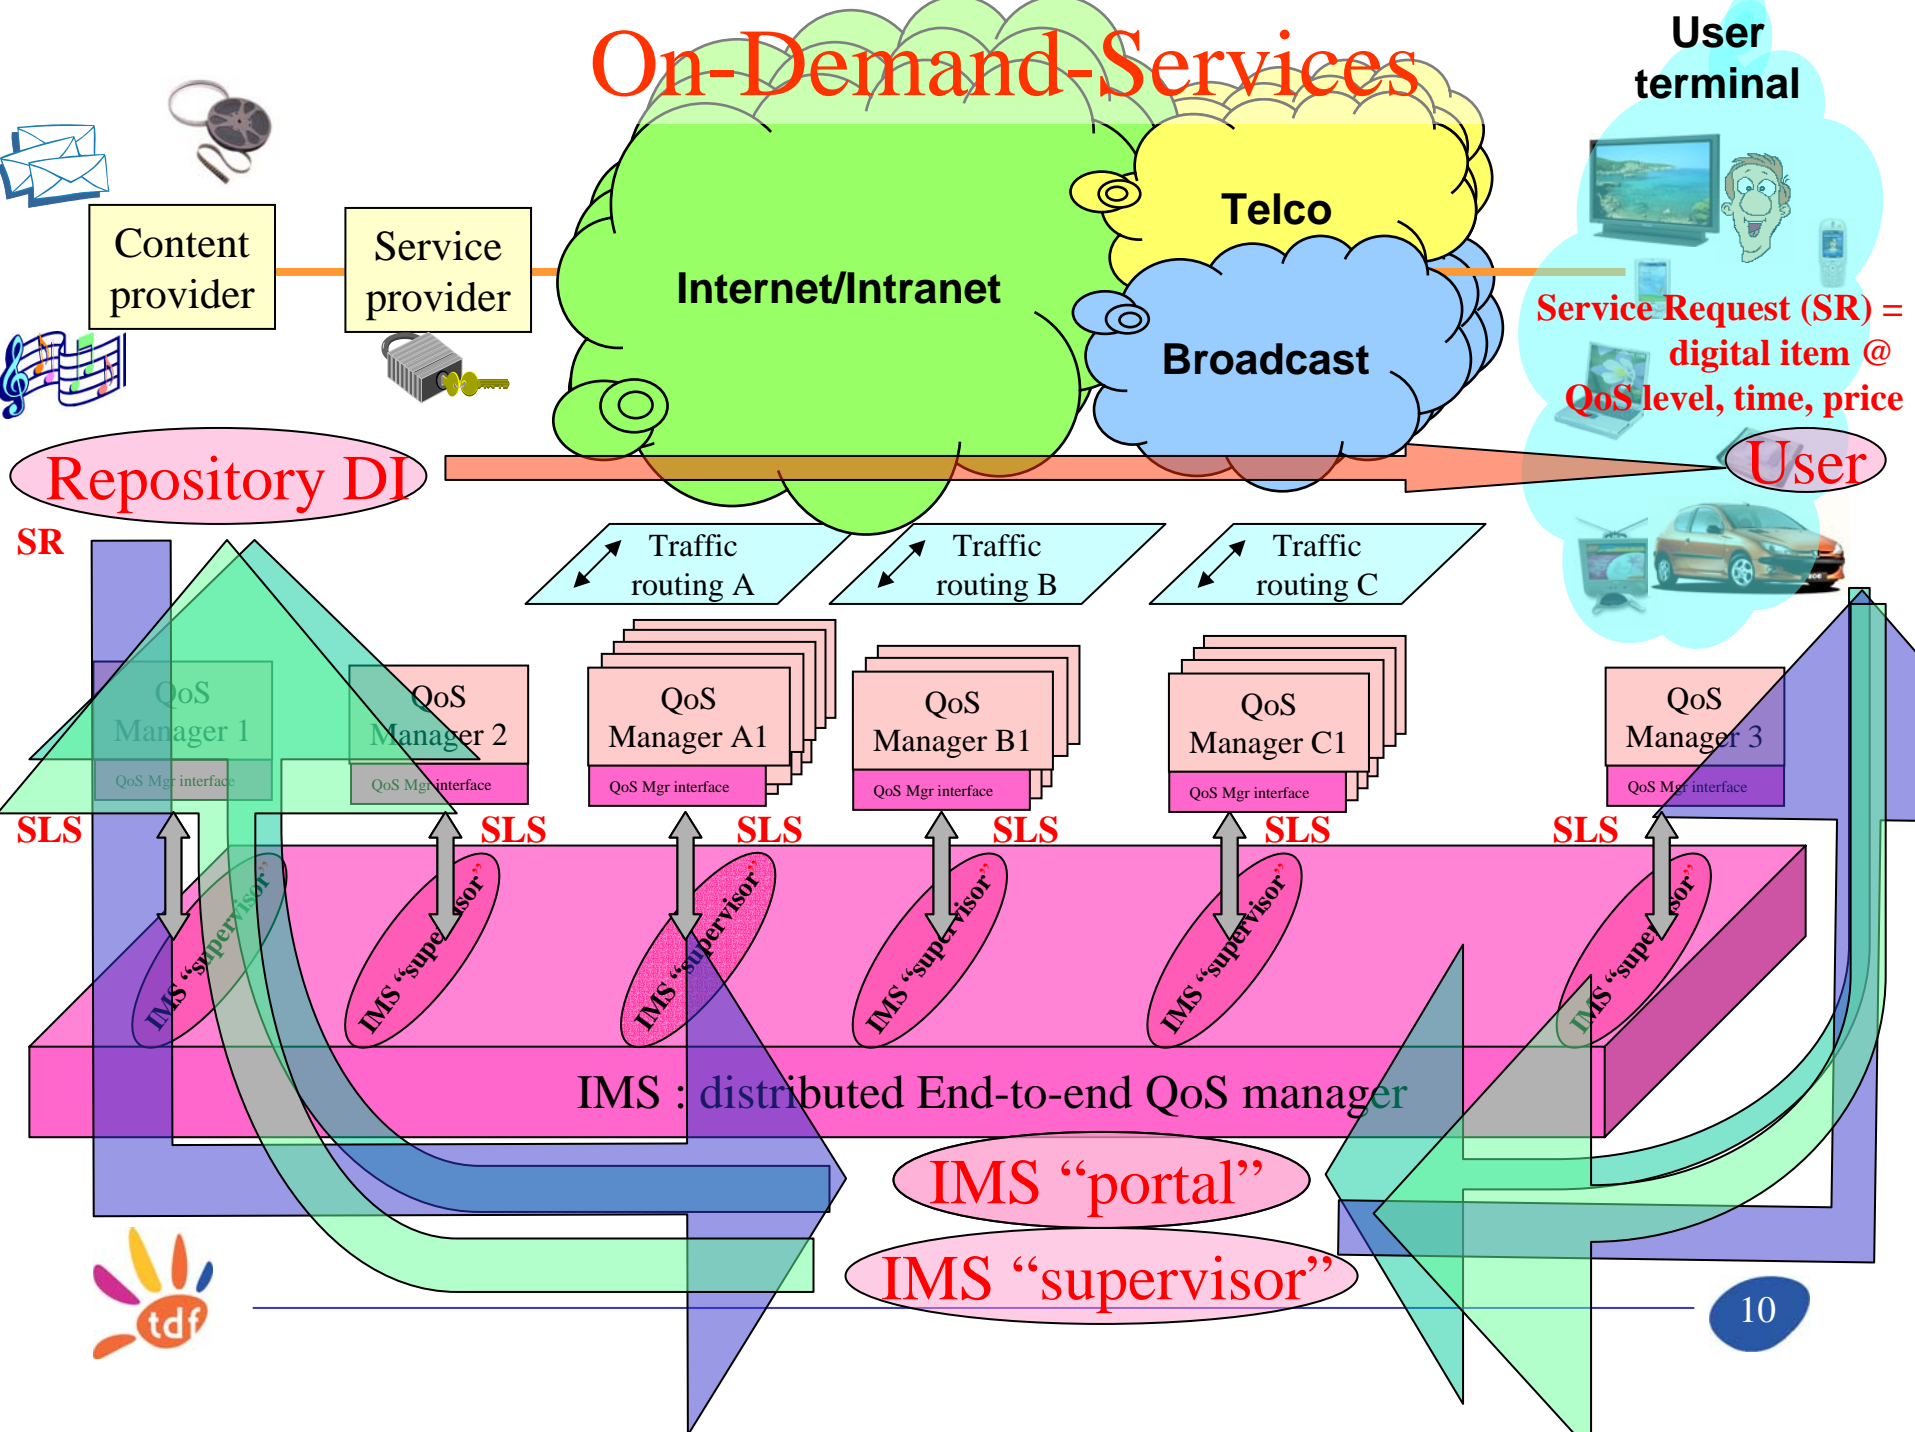 On-Demand-Services
User
terminal
Content
provider
Service
provider
Internet/Intranet
Telco
Broadcast
Service Request (SR) =
digital item @
QoS level, time, price
Repository DI
User
SR
Traffic
routing A
Traffic
routing B
Traffic
routing C
QoS
Manager 1
QoS Mgr interface
QoS
Manager 2
QoS Mgr interface
QoS
Manager A1
QoS Mgr interface
QoS
Manager B1
QoS Mgr interface
QoS
Manager C1
QoS Mgr interface
QoS
Manager 3
QoS Mgr interface
SLS
SLS
SLS
SLS
SLS
SLS
IMS “supervisor”
IMS “supervisor”
IMS “supervisor”
IMS “supervisor”
IMS “supervisor”
IMS “supervisor”
IMS : distributed End-to-end QoS manager
IMS “portal”
IMS “supervisor”
tdf
10